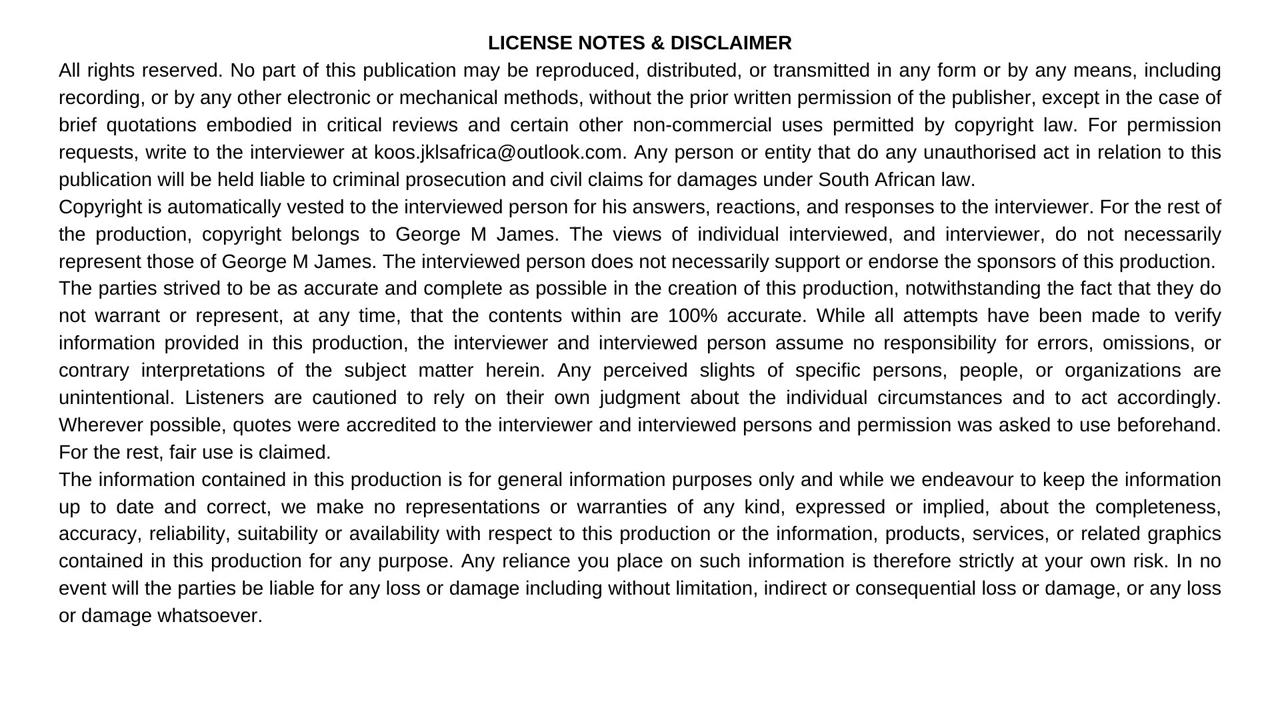 LICENSE NOTES & DISCLAIMER
All rights reserved. No part of this publication may be reproduced, distributed, or transmitted in any form or by any means, including
recording, or by any other electronic or mechanical methods, without the prior written permission of the publisher, except in the case of
brief quotations embodied in critical reviews and certain other non-commercial uses permitted by copyright law. For permission
requests, write to the interviewer at koos.jklsafrica@outlook.com. Any person or entity that do any unauthorised act in relation to this
publication will be held liable to criminal prosecution and civil claims for damages under South African law.
Copyright is automatically vested to the interviewed person for his answers, reactions, and responses to the interviewer. For the rest of
the production, copyright belongs to George M James. The views of individual interviewed, and interviewer, do not necessarily
represent those of George M James. The interviewed person does not necessarily support or endorse the sponsors of this production.
The parties strived to be as accurate and complete as possible in the creation of this production, notwithstanding the fact that they do
not warrant or represent, at any time, that the contents within are 100% accurate. While all attempts have been made to verify
information provided in this production, the interviewer and interviewed person assume no responsibility for errors, omissions, or
contrary interpretations of the subject matter herein. Any perceived slights of specific persons, people, or organizations are
unintentional. Listeners are cautioned to rely on their own judgment about the individual circumstances and to act accordingly.
Wherever possible, quotes were accredited to the interviewer and interviewed persons and permission was asked to use beforehand.
For the rest, fair use is claimed.
The information contained in this production is for general information purposes only and while we endeavour to keep the information
up to date and correct, we make no representations or warranties of any kind, expressed or implied, about the completeness,
accuracy, reliability, suitability or availability with respect to this production or the information, products, services, or related graphics
contained in this production for any purpose. Any reliance you place on such information is therefore strictly at your own risk. In no
event will the parties be liable for any loss or damage including without limitation, indirect or consequential loss or damage, or any loss
or damage whatsoever.